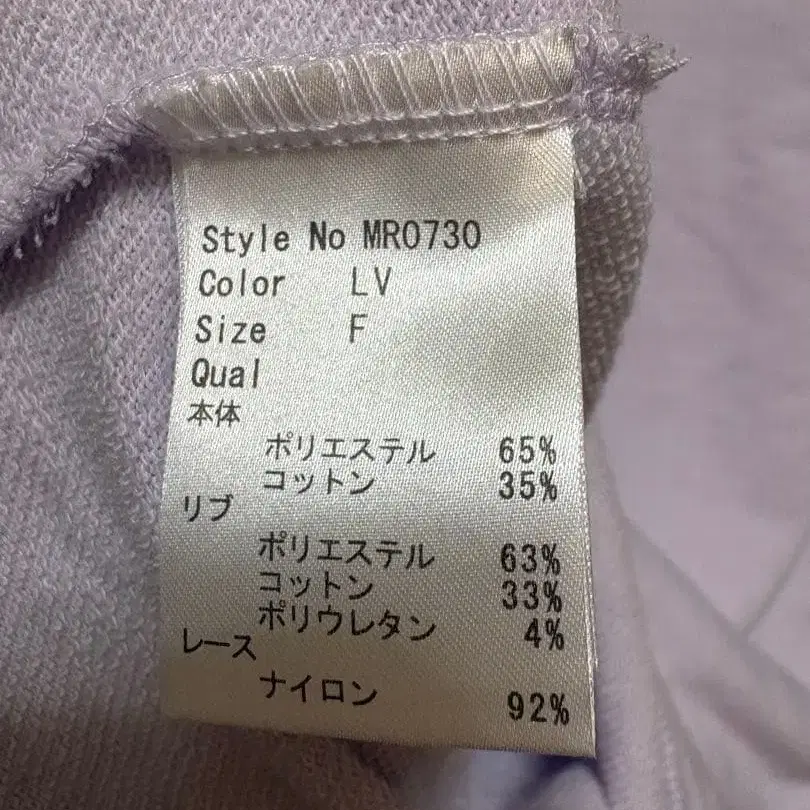 Style No MR0730
Color LV
Size F
Qual
本体
ポリエステル 65%
コットン 35%
リブ
ポリエステル 63%
コットン 33%
ポリウレタン 4%
レース
ナイロン 92%